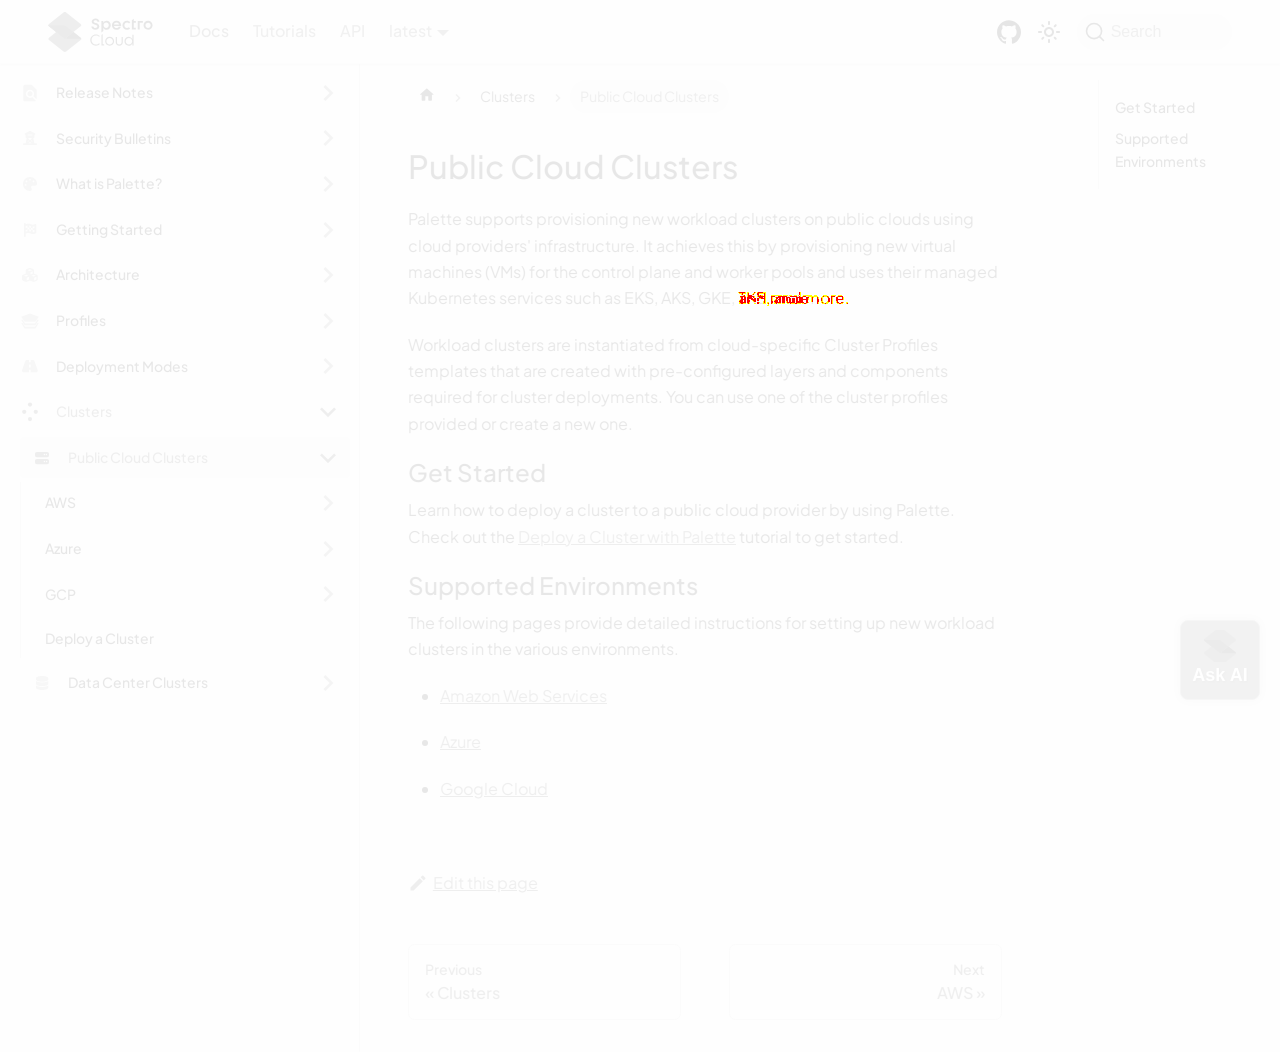 Spectro Cloud
Docs
Tutorials
API
latest
Search
Release Notes
Security Bulletins
What is Palette?
Getting Started
Architecture
Profiles
Deployment Modes
Clusters
Public Cloud Clusters
AWS
Azure
GCP
Deploy a Cluster
Data Center Clusters
Clusters
Public Cloud Clusters
Public Cloud Clusters
Palette supports provisioning new workload clusters on public clouds using
cloud providers' infrastructure. It achieves this by provisioning new virtual
machines (VMs) for the control plane and worker pools and uses their managed
Kubernetes services such as EKS, AKS, GKE,
Workload clusters are instantiated from cloud-specific Cluster Profiles
templates that are created with pre-configured layers and components
required for cluster deployments. You can use one of the cluster profiles
provided or create a new one.
Get Started
Learn how to deploy a cluster to a public cloud provider by using Palette.
Check out the Deploy a Cluster with Palette tutorial to get started.
Supported Environments
The following pages provide detailed instructions for setting up new workload
clusters in the various environments.
Amazon Web Services
Azure
Google Cloud
Edit this page
Previous
« Clusters
Next
AWS »
Get Started
Supported
Environments
Ask AI